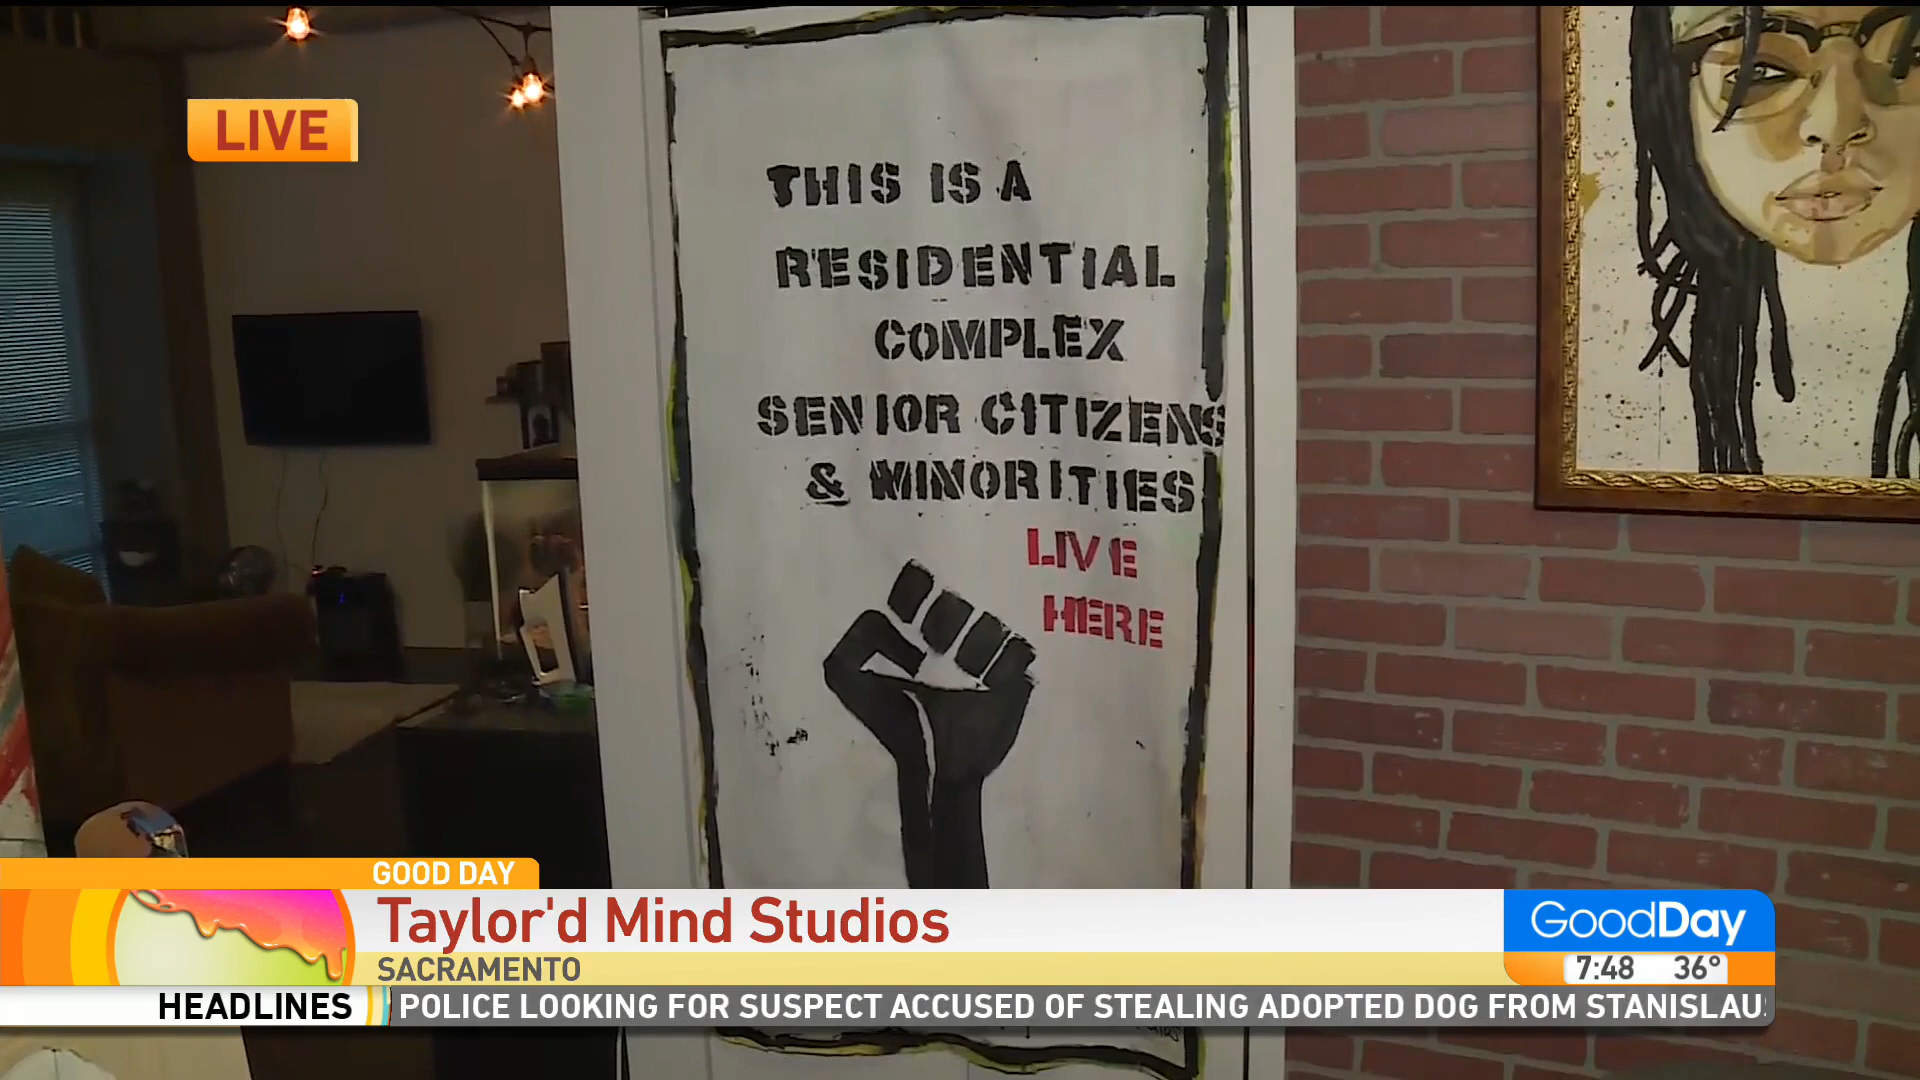 LIVE
THIS IS A
RESIDENTIAL
COMPLEX
SENIOR CITIZENS
& MINORITIES
LIVE
HERE
GOOD DAY
Taylor'd Mind Studios
SACRAMENTO
GoodDay
7:48 36°
HEADLINES POLICE LOOKING FOR SUSPECT ACCUSED OF STEALING ADOPTED DOG FROM